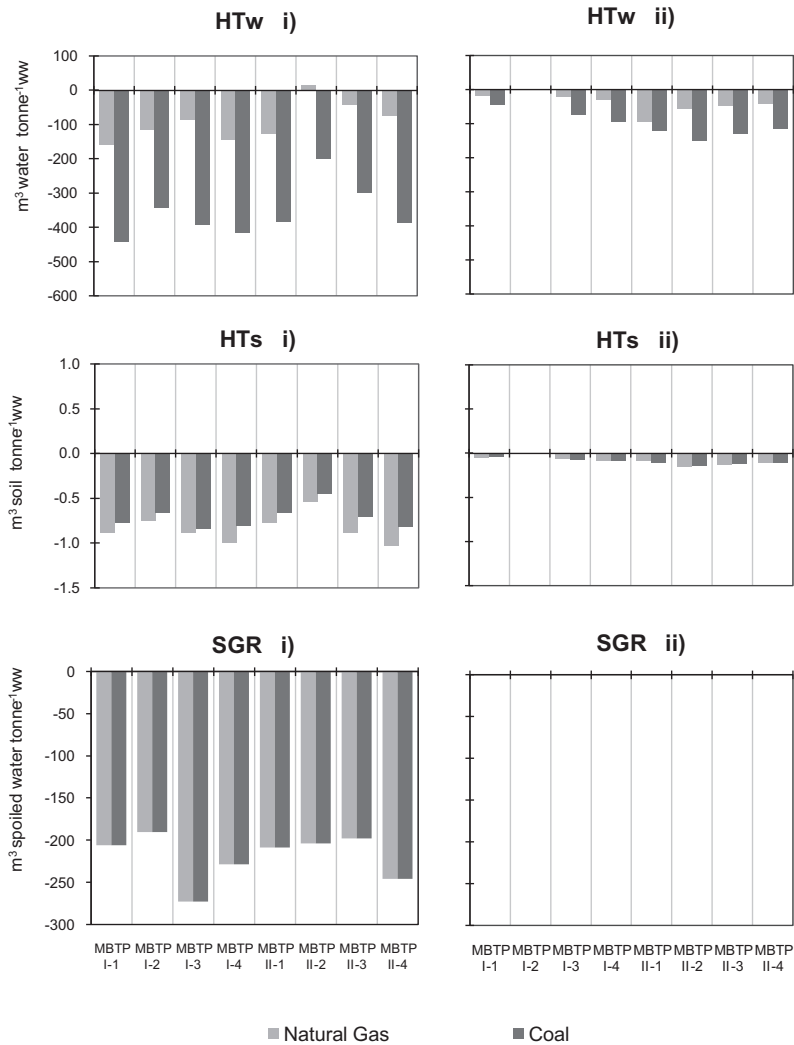 HTw i)
HTw ii)
100
0
-100
-200
-300
-400
-500
-600
m³ water tonne⁻¹ww
HTs i)
HTs ii)
1.0
0.5
0.0
-0.5
-1.0
-1.5
m³ soil tonne⁻¹ww
SGR i)
SGR ii)
0
-50
-100
-150
-200
-250
-300
m³ spoiled water tonne⁻¹ww
MBTP MBTP MBTP MBTP MBTP MBTP MBTP MBTP
I-1 I-2 I-3 I-4 II-1 II-2 II-3 II-4
MBTP MBTP MBTP MBTP MBTP MBTP MBTP MBTP
I-1 I-2 I-3 I-4 II-1 II-2 II-3 II-4
Natural Gas
Coal